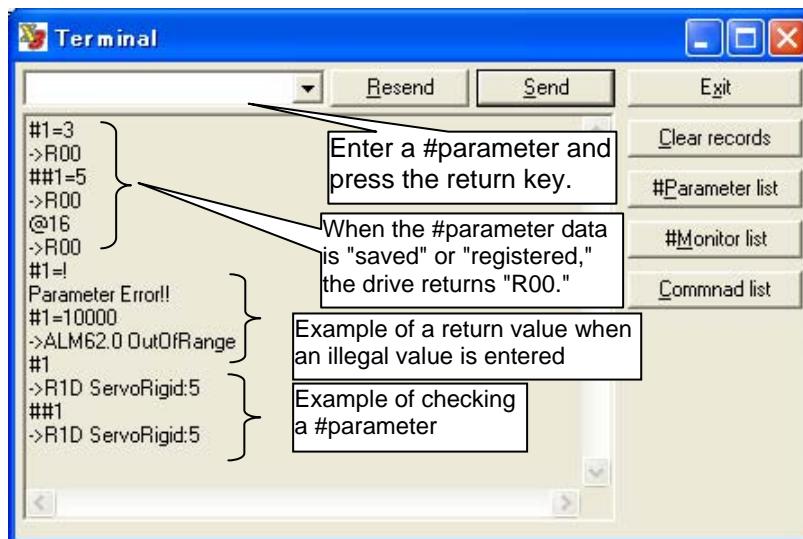 Terminal
Resend
Send
Exit
Clear records
#Parameter list
#Monitor list
Commnad list
#1=3
->R00
##1=5
->R00
@16
->R00
#1=!
Parameter Error!!
#1=10000
->ALM62.0 OutOfRange
#1
->R1D ServoRigid:5
##1
->R1D ServoRigid:5
Enter a #parameter and
press the return key.
When the #parameter data
is "saved" or "registered,"
the drive returns "R00."
Example of a return value when
an illegal value is entered
Example of checking
a #parameter